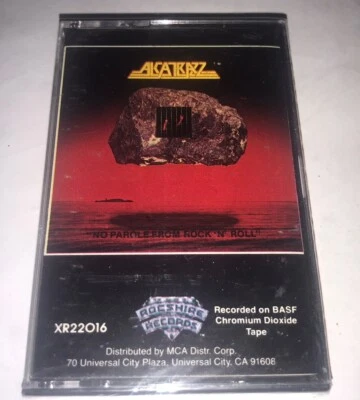 ALCATRAZZ
"NO PAROLE FROM ROCK 'N' ROLL"
XR22016
ROCSHIRE
RECORDS
Recorded on BASF
Chromium Dioxide
Tape
Distributed by MCA Distr. Corp.
70 Universal City Plaza, Universal City, CA 91608